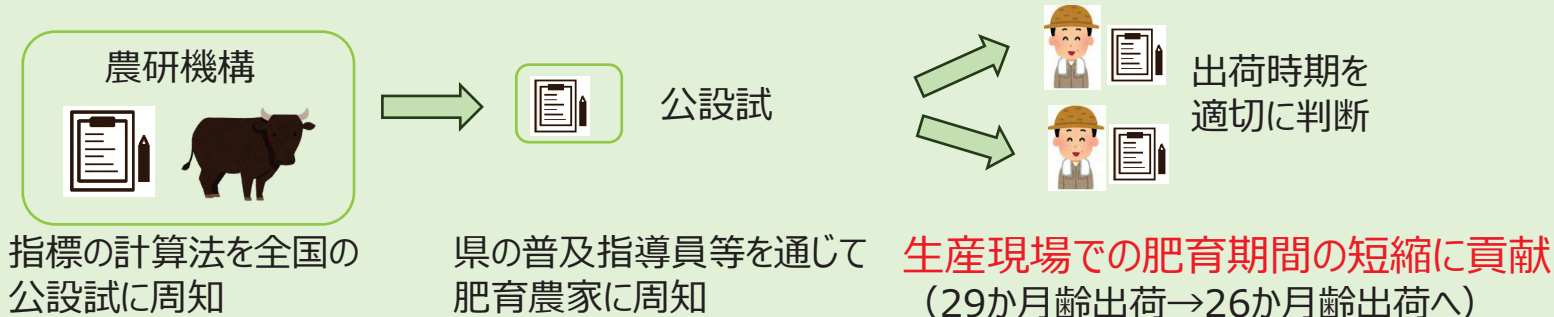 農研機構
公設試
出荷時期を
適切に判断
指標の計算法を全国の
公設試に周知
県の普及指導員等を通じて
肥育農家に周知
生産現場での肥育期間の短縮に貢献
（29か月齢出荷→26か月齢出荷へ）